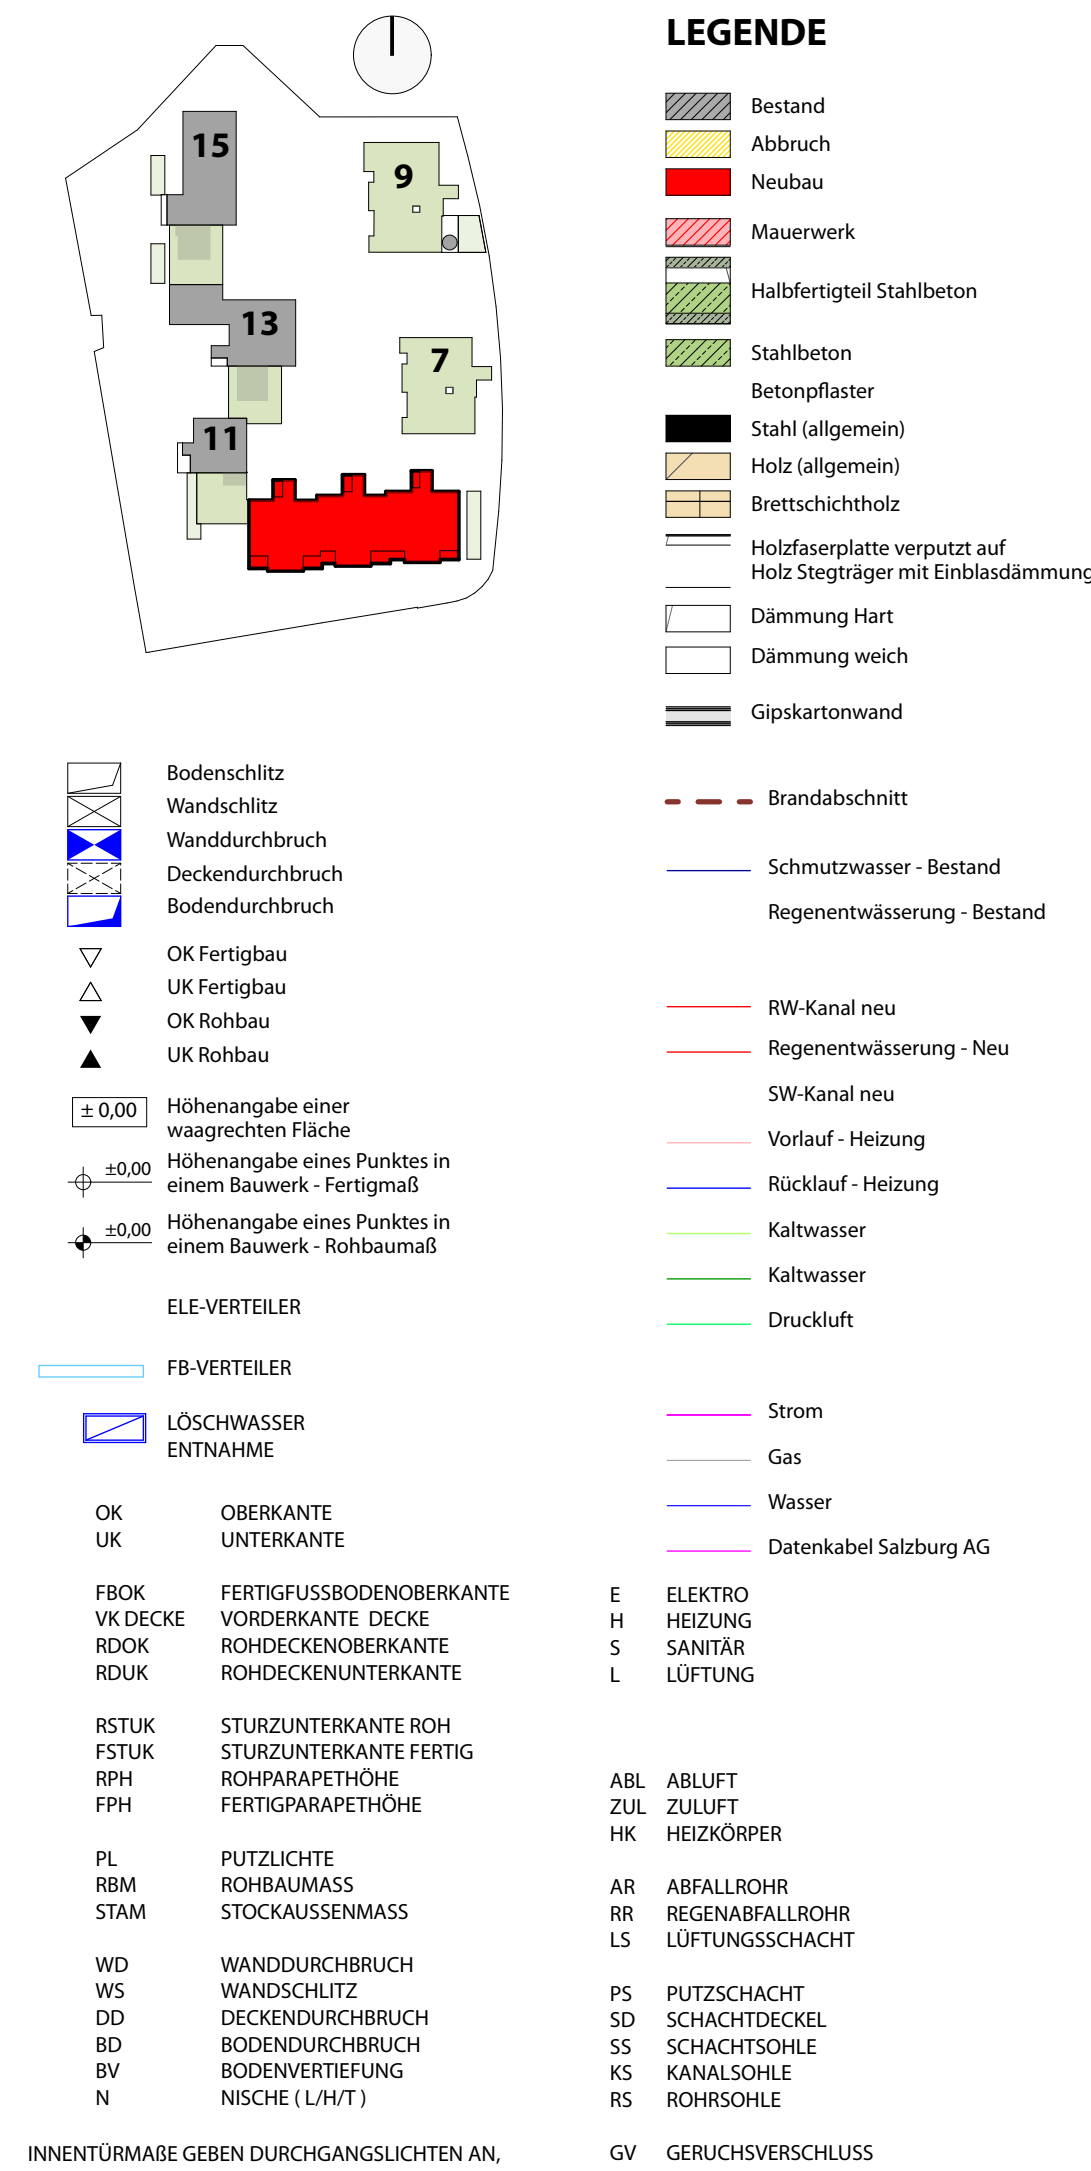 LEGENDE
15
9
13
7
11
Bestand
Abbruch
Neubau
Mauerwerk
Halbfertigteil Stahlbeton
Stahlbeton
Betonpflaster
Stahl (allgemein)
Holz (allgemein)
Brettschichtholz
Holzfaserplatte verputzt auf
Holz Stegträger mit Einblasdämmung
Dämmung Hart
Dämmung weich
Gipskartonwand
Bodenschlitz
Wandschlitz
Wanddurchbruch
Deckendurchbruch
Bodendurchbruch
OK Fertigbau
UK Fertigbau
OK Rohbau
UK Rohbau
± 0,00 Höhenangabe einer
waagrechten Fläche
±0,00 Höhenangabe eines Punktes in
einem Bauwerk - Fertigmaß
±0,00 Höhenangabe eines Punktes in
einem Bauwerk - Rohbaumaß
ELE-VERTEILER
FB-VERTEILER
LÖSCHWASSER
ENTNAHME
Brandabschnitt
Schmutzwasser - Bestand
Regenentwässerung - Bestand
RW-Kanal neu
Regenentwässerung - Neu
SW-Kanal neu
Vorlauf - Heizung
Rücklauf - Heizung
Kaltwasser
Kaltwasser
Druckluft
Strom
Gas
Wasser
Datenkabel Salzburg AG
OK OBERKANTE
UK UNTERKANTE
FBOK FERTIGFUSSBODENOBERKANTE
VK DECKE VORDERKANTE DECKE
RDOK ROHDECKENOBERKANTE
RDUK ROHDECKENUNTERKANTE
RSTUK STURZUNTERKANTE ROH
FSTUK STURZUNTERKANTE FERTIG
RPH ROHPARAPETHÖHE
FPH FERTIGPARAPETHÖHE
PL PUTZLICHTE
RBM ROHBAUMASS
STAM STOCKAUSSENMASS
WD WANDDURCHBRUCH
WS WANDSCHLITZ
DD DECKENDURCHBRUCH
BD BODENDURCHBRUCH
BV BODENVERTIEFUNG
N NISCHE ( L/H/T )
E ELEKTRO
H HEIZUNG
S SANITÄR
L LÜFTUNG
ABL ABLUFT
ZUL ZULUFT
HK HEIZKÖRPER
AR ABFALLROHR
RR REGENABFALLROHR
LS LÜFTUNGSSCHACHT
PS PUTZSCHACHT
SD SCHACHTDECKEL
SS SCHACHTSOHLE
KS KANALSOHLE
RS ROHRSOHLE
GV GERUCHSVERSCHLUSS
INNENTÜRMAßE GEBEN DURCHGANGSLICHTEN AN,